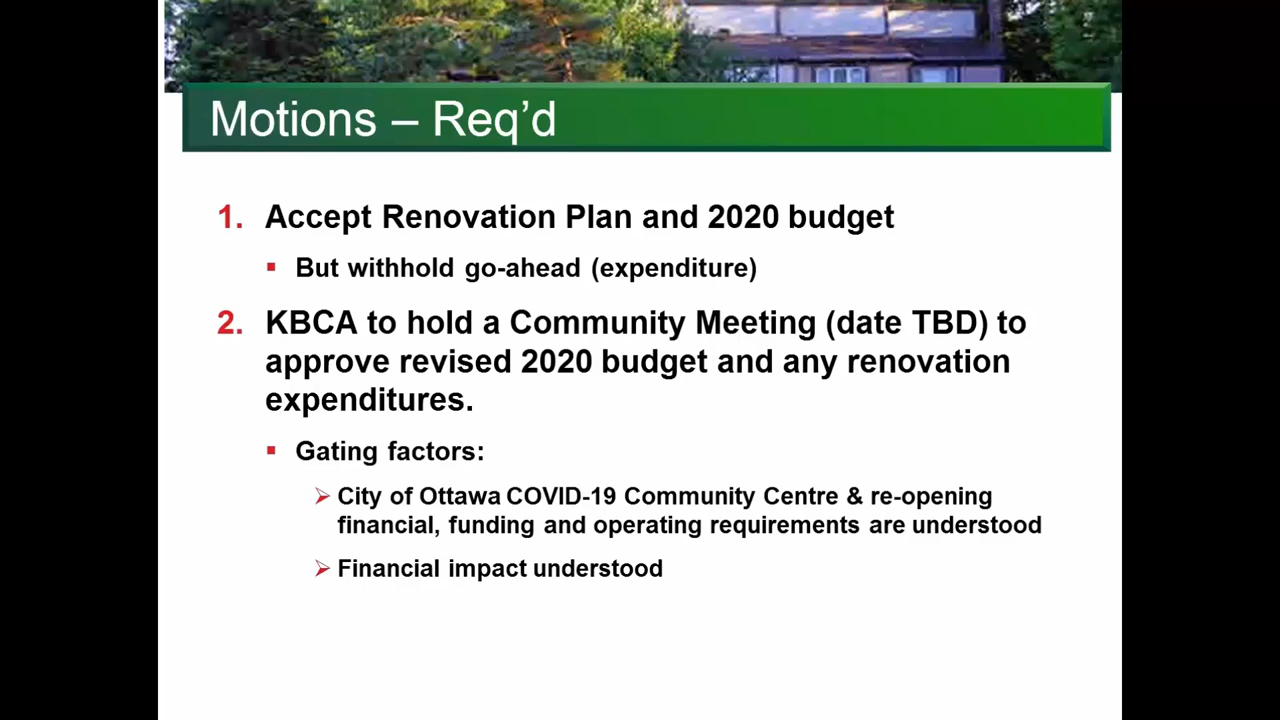 Motions – Req’d
1. Accept Renovation Plan and 2020 budget
▪ But withhold go-ahead (expenditure)
2. KBCA to hold a Community Meeting (date TBD) to
approve revised 2020 budget and any renovation
expenditures.
▪ Gating factors:
➢ City of Ottawa COVID-19 Community Centre & re-opening
financial, funding and operating requirements are understood
➢ Financial impact understood